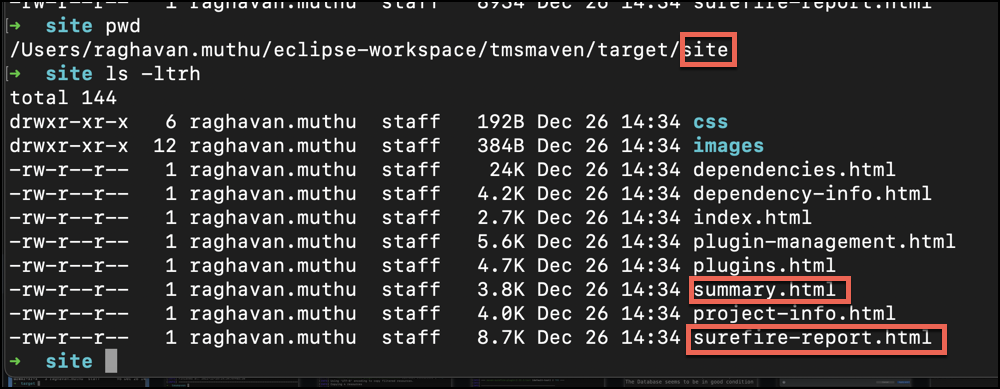 -rw-r--r-- 1 raghavan.muthu staff 8934 Dec 26 14:34 surefire-report.html
➜ site pwd
/Users/raghavan.muthu/eclipse-workspace/tmsmaven/target/site
➜ site ls -ltrh
total 144
drwxr-xr-x 6 raghavan.muthu staff 192B Dec 26 14:34 css
drwxr-xr-x 12 raghavan.muthu staff 384B Dec 26 14:34 images
-rw-r--r-- 1 raghavan.muthu staff 24K Dec 26 14:34 dependencies.html
-rw-r--r-- 1 raghavan.muthu staff 4.2K Dec 26 14:34 dependency-info.html
-rw-r--r-- 1 raghavan.muthu staff 2.7K Dec 26 14:34 index.html
-rw-r--r-- 1 raghavan.muthu staff 5.6K Dec 26 14:34 plugin-management.html
-rw-r--r-- 1 raghavan.muthu staff 4.7K Dec 26 14:34 plugins.html
-rw-r--r-- 1 raghavan.muthu staff 3.8K Dec 26 14:34 summary.html
-rw-r--r-- 1 raghavan.muthu staff 4.0K Dec 26 14:34 project-info.html
-rw-r--r-- 1 raghavan.muthu staff 8.7K Dec 26 14:34 surefire-report.html
➜ site
The Database seems to be in good condition